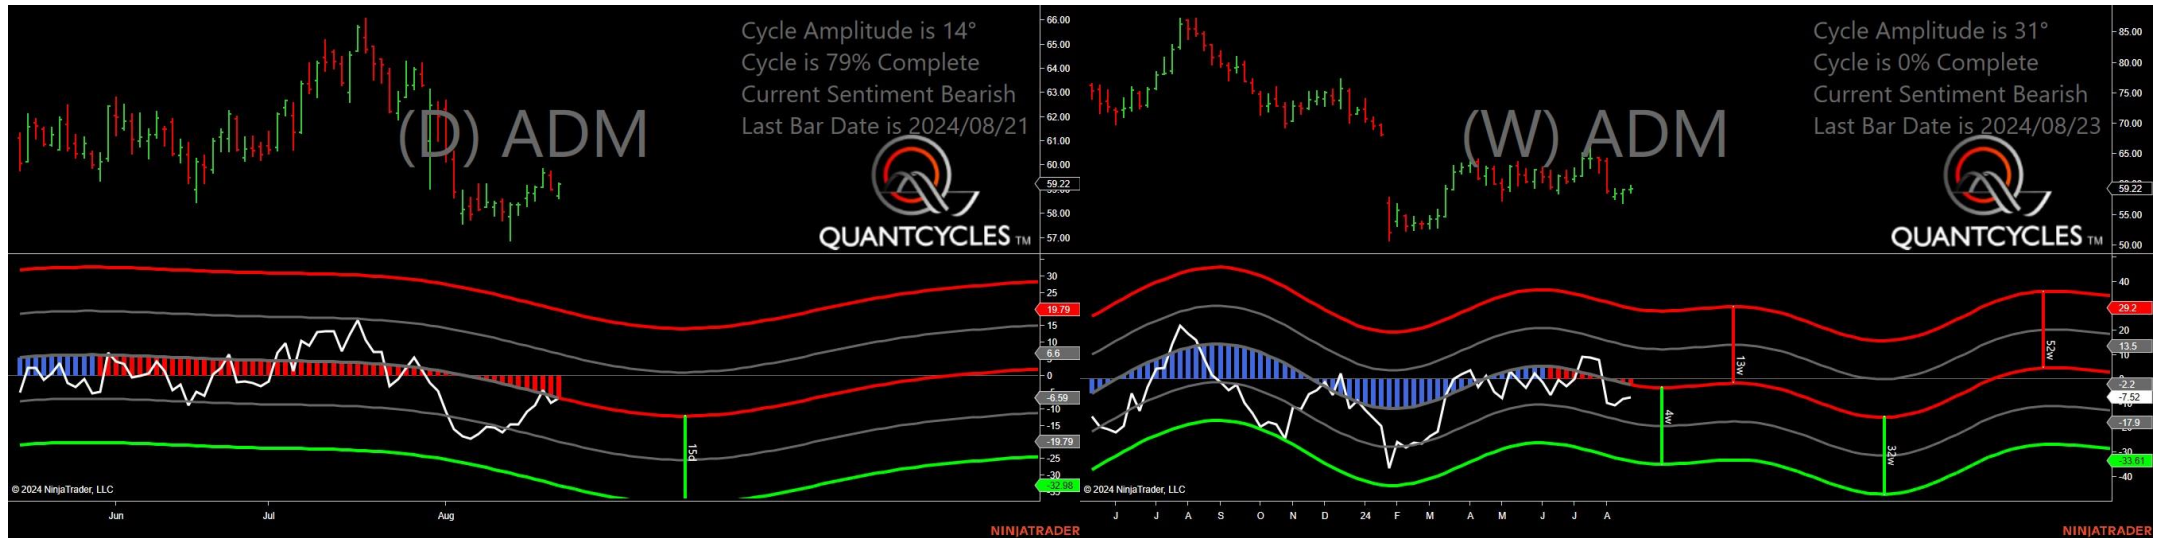 Cycle Amplitude is 14°
Cycle is 79% Complete
Current Sentiment Bearish
Last Bar Date is 2024/08/21
(D) ADM
QUANTCYCLES TM
66.00
65.00
64.00
63.00
62.00
61.00
60.00
59.22
58.00
57.00
30
25
19.79
15
10
6.6
0
-6.59
-10
-15
-19.79
-25
-30
-32.98
15d
© 2024 NinjaTrader, LLC
Jun Jul Aug
NINJATRADER
Cycle Amplitude is 31°
Cycle is 0% Complete
Current Sentiment Bearish
Last Bar Date is 2024/08/23
(W) ADM
QUANTCYCLES TM
85.00
80.00
75.00
70.00
65.00
59.22
55.00
50.00
40
29.2
20
13.5
10
-2.2
-7.52
-17.9
-30
-33.61
-40
4w
13w
32w
52w
© 2024 NinjaTrader, LLC
J J A S O N D 24 F M A M J J A
NINJATRADER